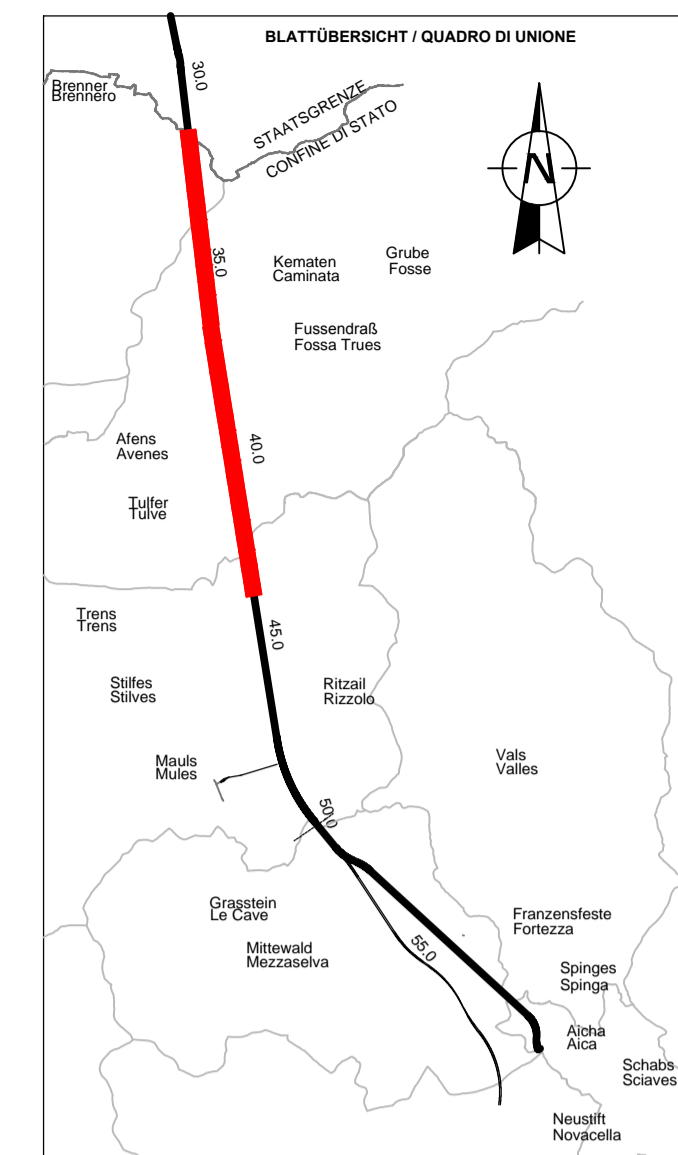 BLATTÜBERSICHT / QUADRO DI UNIONE
30.0
Brenner
Brennero
STAATSGRENZE
CONFINE DI STATO
N
35.0
Kematen
Caminata
Grube
Fosse
Fussendraß
Fossa Trues
40.0
Afens
Avenes
Tulfer
Tulve
Trens
Trens
45.0
Stilfes
Stilves
Ritzail
Rizzolo
Mauls
Mules
Vals
Valles
50.0
Grasstein
Le Cave
Franzensfeste
Fortezza
Mittewald
Mezzaselva
55.0
Spinges
Spinga
Aicha
Aica
Schabs
Sciaves
Neustift
Novacella